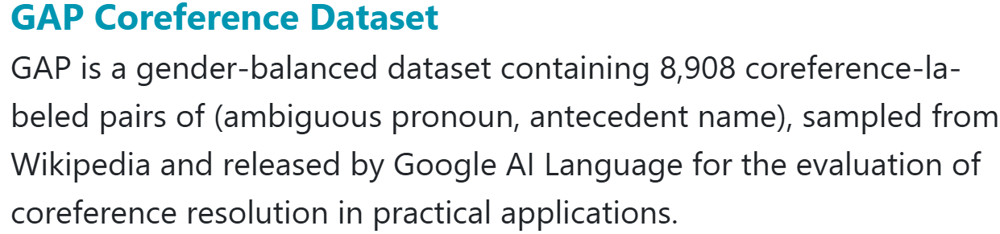 GAP Coreference Dataset
GAP is a gender-balanced dataset containing 8,908 coreference-la-
beled pairs of (ambiguous pronoun, antecedent name), sampled from
Wikipedia and released by Google AI Language for the evaluation of
coreference resolution in practical applications.